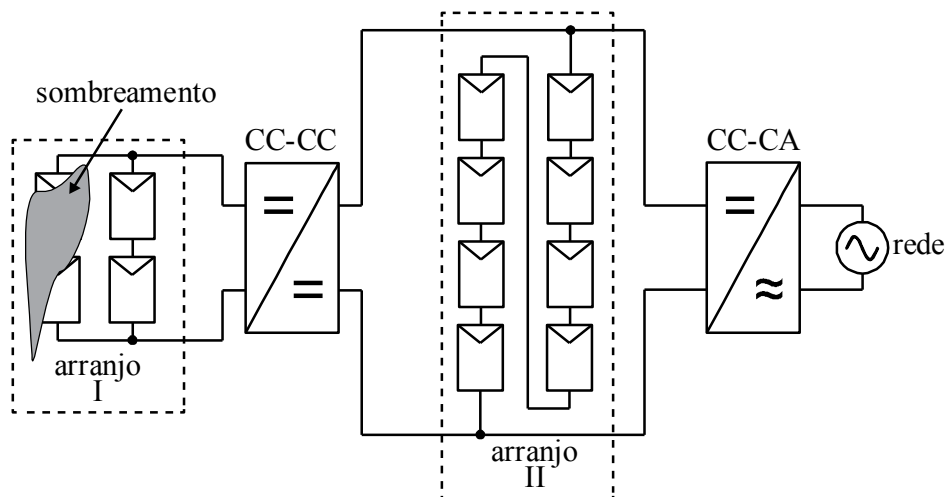 sombreamento
CC-CC
CC-CA
rede
arranjo
I
arranjo
II